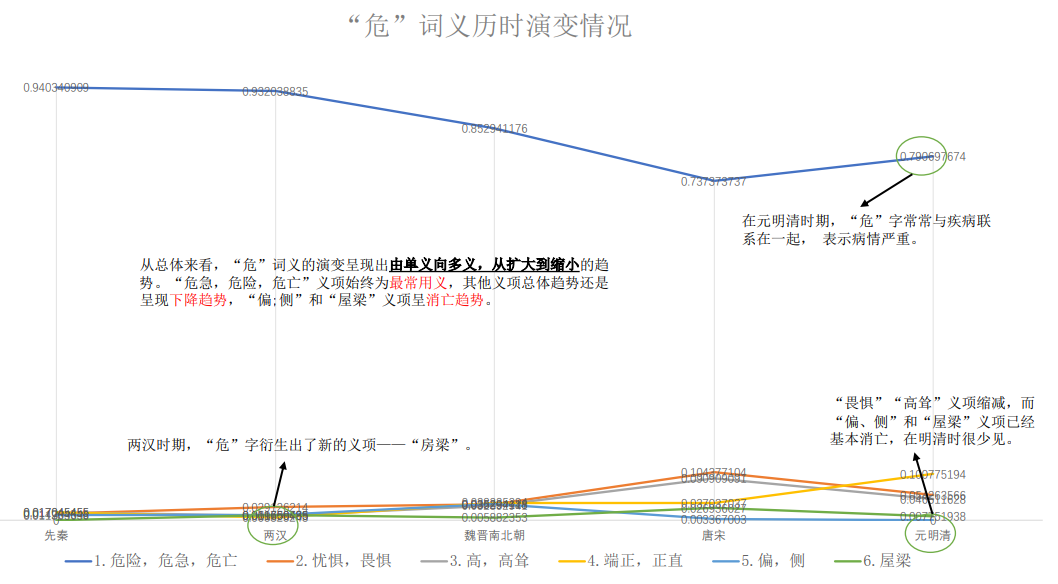 “危”词义历时演变情况
0.940340909
0.932038835
0.852941176
0.737373737
0.790697674
在元明清时期，“危”字常常与疾病联
系在一起， 表示病情严重。
从总体来看，“危”词义的演变呈现出由单义向多义，从扩大到缩小的趋
势。“危急，危险，危亡”义项始终为最常用义，其他义项总体趋势还是
呈现下降趋势，“偏;侧”和“屋梁”义项呈消亡趋势。
“畏惧”“高耸”义项缩减，而
“偏、侧”和“屋梁”义项已经
基本消亡，在明清时很少见。
两汉时期，“危”字衍生出了新的义项——“房梁”。
0.104377104
0.090909091
0.100775194
0.017045455
0.037037037
0.005882353
0.003367003
0.007751938
先秦
两汉
魏晋南北朝
唐宋
元明清
1.危险，危急，危亡
2.忧惧，畏惧
3.高，高耸
4.端正，正直
5.偏，侧
6.屋梁